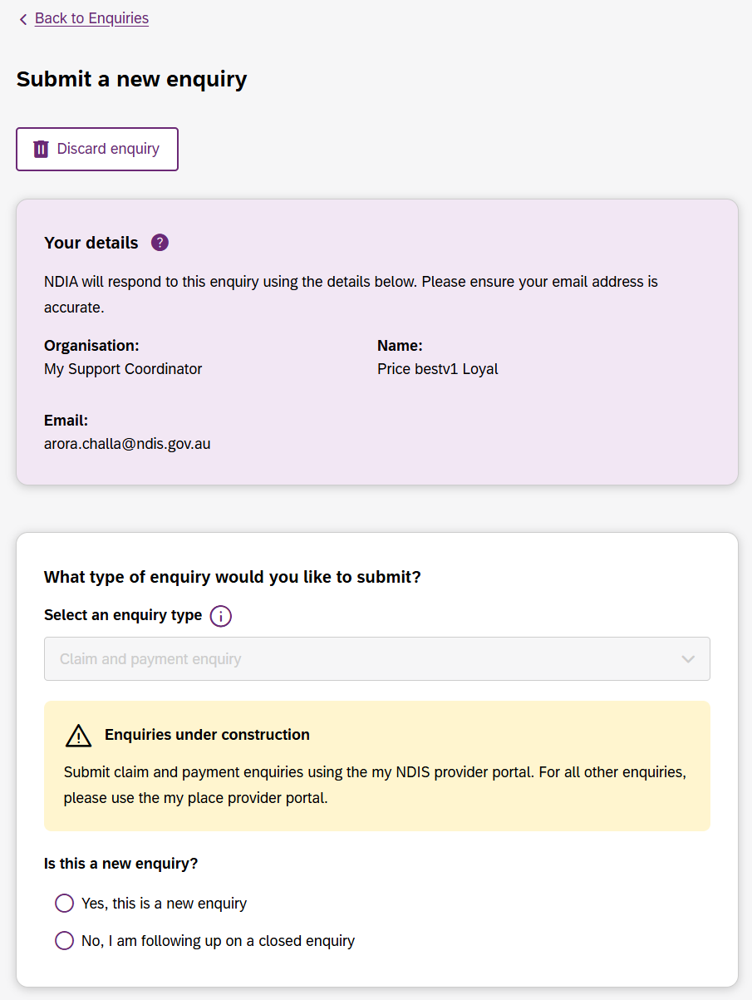 Back to Enquiries
Submit a new enquiry
Discard enquiry
Your details ?
NDIA will respond to this enquiry using the details below. Please ensure your email address is
accurate.
Organisation:
My Support Coordinator
Name:
Price bestv1 Loyal
Email:
arora.challa@ndis.gov.au
What type of enquiry would you like to submit?
Select an enquiry type i
Claim and payment enquiry
Enquiries under construction
Submit claim and payment enquiries using the my NDIS provider portal. For all other enquiries,
please use the my place provider portal.
Is this a new enquiry?
Yes, this is a new enquiry
No, I am following up on a closed enquiry